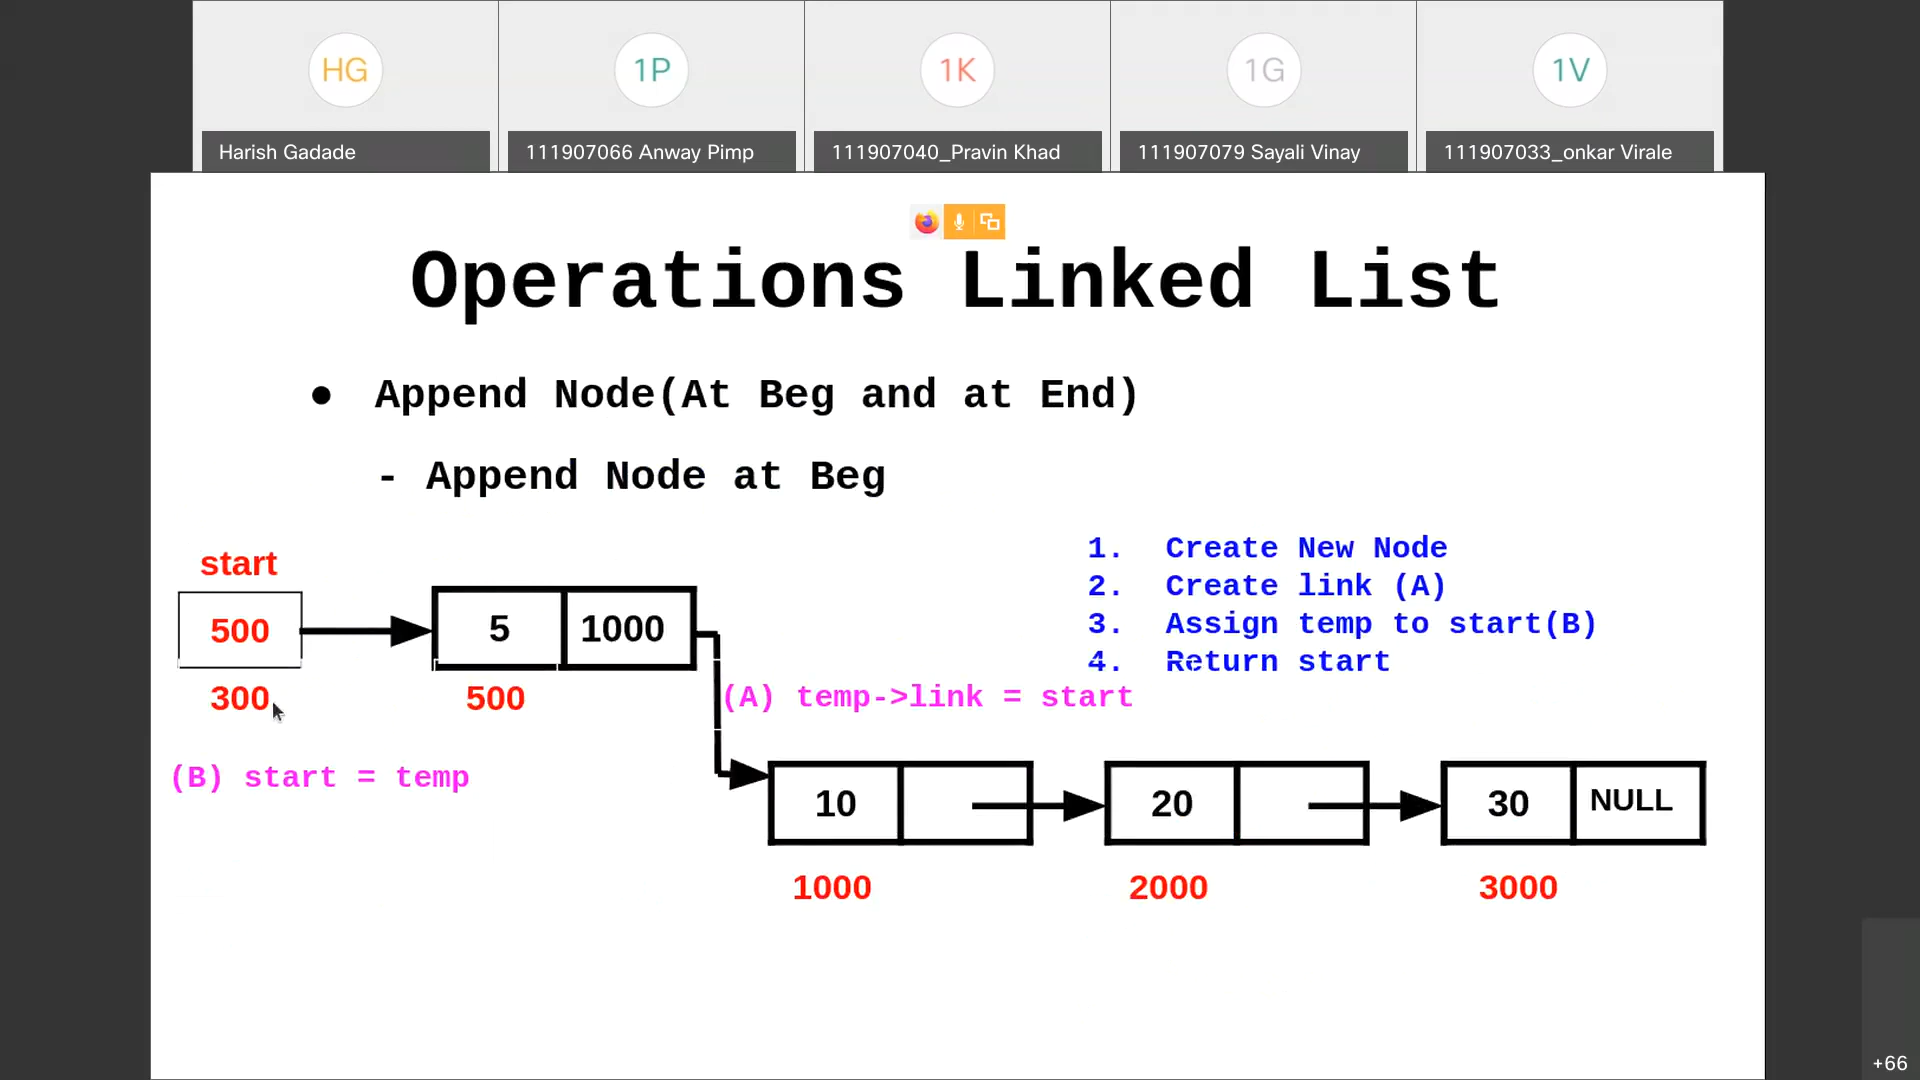 HG
1P
1K
1G
1V
Harish Gadade
111907066 Anway Pimp
111907040_Pravin Khad
111907079 Sayali Vinay
111907033_onkar Virale
Operations Linked List
● Append Node(At Beg and at End)
- Append Node at Beg
1. Create New Node
2. Create link (A)
3. Assign temp to start(B)
4. Return start
start
500
5
1000
300
500
(A) temp->link = start
(B) start = temp
10
20
30
NULL
1000
2000
3000
+66